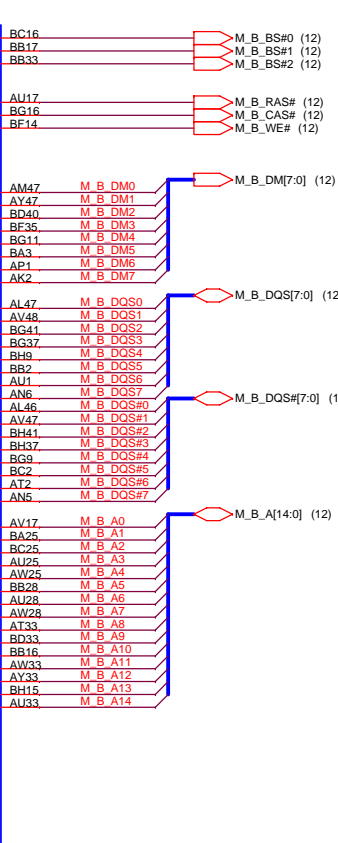 BC16 M_B_BS#0 (12)
BB17 M_B_BS#1 (12)
BB33 M_B_BS#2 (12)
AU17 M_B_RAS# (12)
BG16 M_B_CAS# (12)
BF14 M_B_WE# (12)
M_B_DM[7:0] (12)
AM47 M_B_DM0
AY47 M_B_DM1
BD40 M_B_DM2
BF35 M_B_DM3
BG11 M_B_DM4
BA3 M_B_DM5
AP1 M_B_DM6
AK2 M_B_DM7
M_B_DQS[7:0] (12
AL47 M_B_DQS0
AV48 M_B_DQS1
BG41 M_B_DQS2
BG37 M_B_DQS3
BH9 M_B_DQS4
BB2 M_B_DQS5
AU1 M_B_DQS6
AN6 M_B_DQS7
M_B_DQS#[7:0] (1
AL46 M_B_DQS#0
AV47 M_B_DQS#1
BH41 M_B_DQS#2
BH37 M_B_DQS#3
BG9 M_B_DQS#4
BC2 M_B_DQS#5
AT2 M_B_DQS#6
AN5 M_B_DQS#7
M_B_A[14:0] (12)
AV17 M_B_A0
BA25 M_B_A1
BC25 M_B_A2
AU25 M_B_A3
AW25 M_B_A4
BB28 M_B_A5
AU28 M_B_A6
AW28 M_B_A7
AT33 M_B_A8
BD33 M_B_A9
BB16 M_B_A10
AW33 M_B_A11
AY33 M_B_A12
BH15 M_B_A13
AU33 M_B_A14